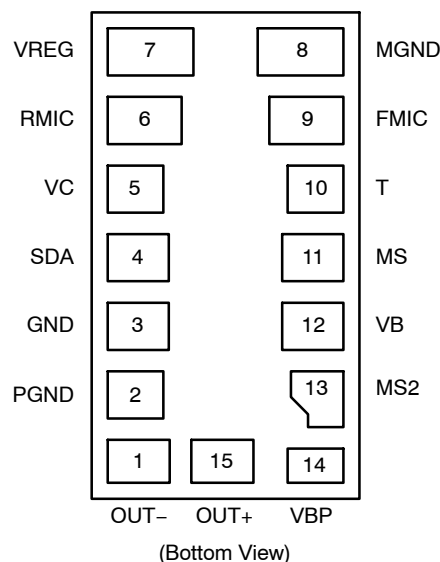 VREG 7 8 MGND
RMIC 6 9 FMIC
VC 5 10 T
SDA 4 11 MS
GND 3 12 VB
PGND 2 13 MS2
1 15 14
OUT− OUT+ VBP
(Bottom View)